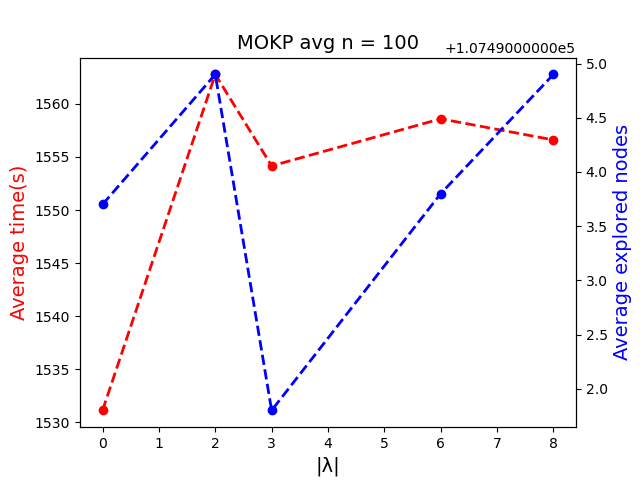 MOKP avg n = 100
+1.0749000000e5
1560
1555
1550
1545
1540
1535
1530
Average time(s)
5.0
4.5
4.0
3.5
3.0
2.5
2.0
Average explored nodes
0 1 2 3 4 5 6 7 8
|λ|